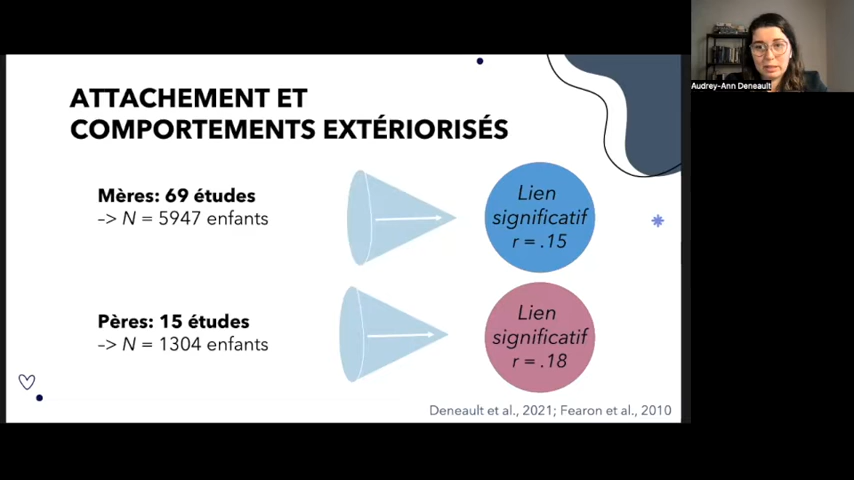 ATTACHEMENT ET
COMPORTEMENTS EXTÉRIORISÉS
Mères: 69 études
–> N = 5947 enfants
Lien
significatif
r = .15
Pères: 15 études
–> N = 1304 enfants
Lien
significatif
r = .18
Deneault et al., 2021; Fearon et al., 2010
Audrey-Ann Deneault